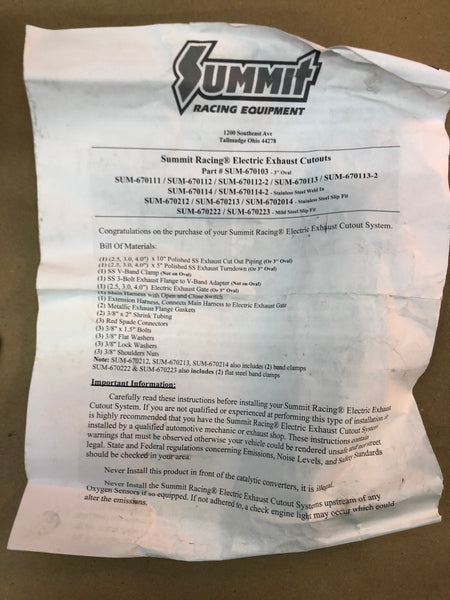 SUMMIT
RACING EQUIPMENT
1200 Southeast Ave
Tallmadge Ohio 44278
Summit Racing® Electric Exhaust Cutouts
Part # SUM-670103 - 3" Oval
SUM-670111 / SUM-670112 / SUM-670112-2 / SUM-670113 / SUM-670113-2
SUM-670114 / SUM-670114-2 - Stainless Steel Weld In
SUM-670212 / SUM-670213 / SUM-6702014 - Stainless Steel Slip Fit
SUM-670222 / SUM-670223 - Mild Steel Slip Fit
Congratulations on the purchase of your Summit Racing® Electric Exhaust Cutout System.
Bill Of Materials:
(1) (2.5, 3.0, 4.0") x 10" Polished SS Exhaust Cut Out Piping (Or 3" Oval)
(1) (2.5, 3.0, 4.0") x 5" Polished SS Exhaust Turndown (Or 3" Oval)
(1) SS V-Band Clamp (Not on Oval)
(1) SS 3-Bolt Exhaust Flange to V-Band Adapter (Not on Oval)
(1) (2.5, 3.0, 4.0") Electric Exhaust Gate (Or 3" Oval)
(1) Main Harness with Open and Close Switch
(1) Extension Harness, Connects Main Harness to Electric Exhaust Gate
(2) Metallic Exhaust Flange Gaskets
(2) 3/8" x 2" Shrink Tubing
(3) Red Spade Connectors
(3) 3/8" x 1.5" Bolts
(3) 3/8" Flat Washers
(3) 3/8" Lock Washers
(3) 3/8" Shoulder Nuts
Note: SUM-670212, SUM-670213, SUM-670214 also includes (2) band clamps
SUM-670222 & SUM-670223 also includes (2) flat steel band clamps
Important Information:
Carefully read these instructions before installing your Summit Racing® Electric Exhaust
Cutout System. If you are not qualified or experienced at performing this type of installation, it
is highly recommended that you have the Summit Racing® Electric Exhaust Cutout System
installed by a qualified automotive mechanic or exhaust shop. These instructions contain
warnings that must be observed otherwise your vehicle could be rendered unsafe and not street
legal. State and Federal regulations concerning Emissions, Noise Levels, and Safety Standards
should be checked in your area.
Never Install this product in front of the catalytic converters, it is illegal.
Never Install the Summit Racing® Electric Exhaust Cutout Systems upstream of any
Oxygen Sensors if so equipped. If not adhered to, a check engine light may occur which could
alter the emissions.